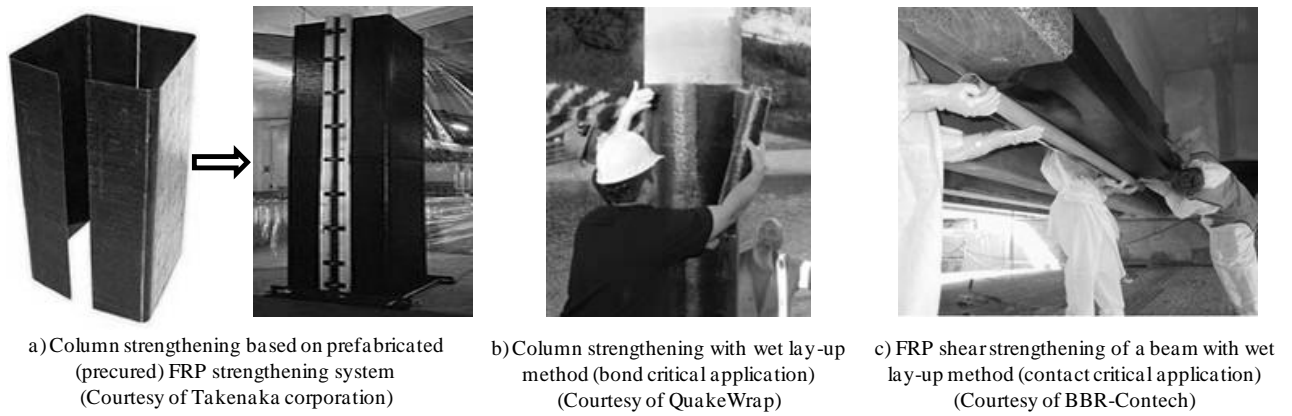 a) Column strengthening based on prefabricated
(precured) FRP strengthening system
(Courtesy of Takenaka corporation)
b) Column strengthening with wet lay-up
method (bond critical application)
(Courtesy of QuakeWrap)
c) FRP shear strengthening of a beam with wet
lay-up method (contact critical application)
(Courtesy of BBR-Contech)